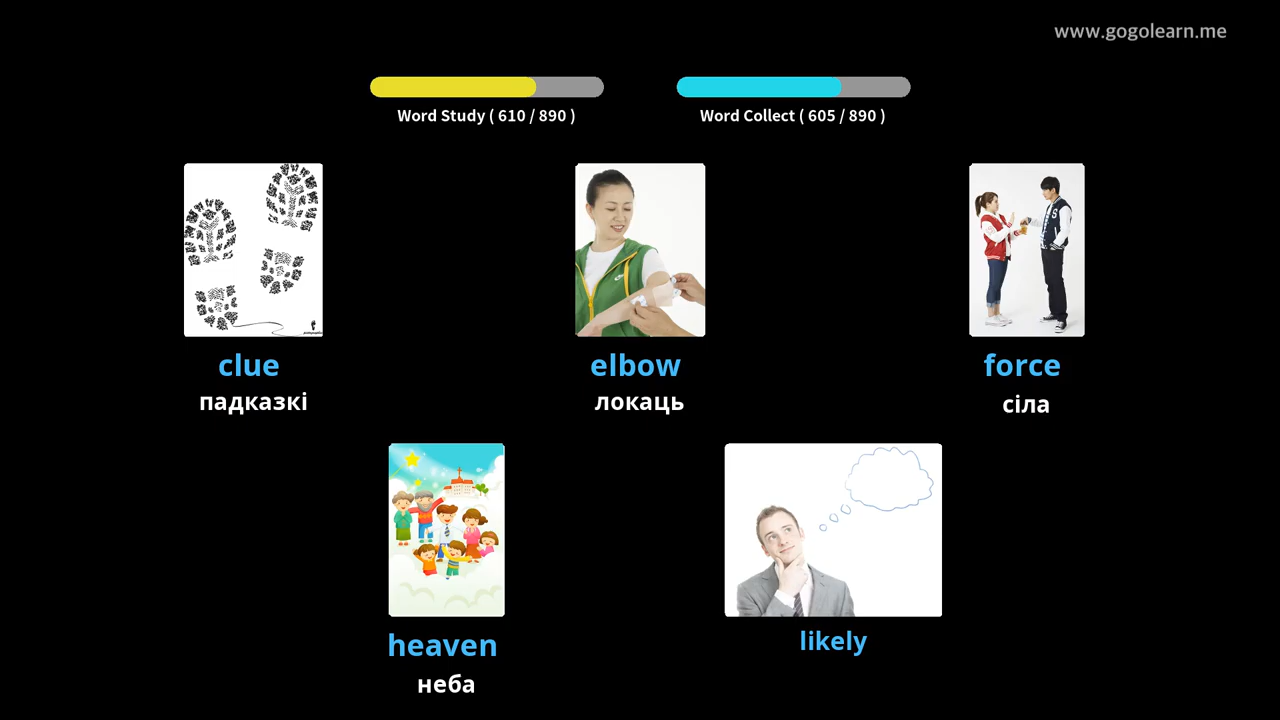 www.gogolearn.me
Word Study ( 610 / 890 )
Word Collect ( 605 / 890 )
clue
падказкі
elbow
локаць
force
сіла
heaven
неба
likely